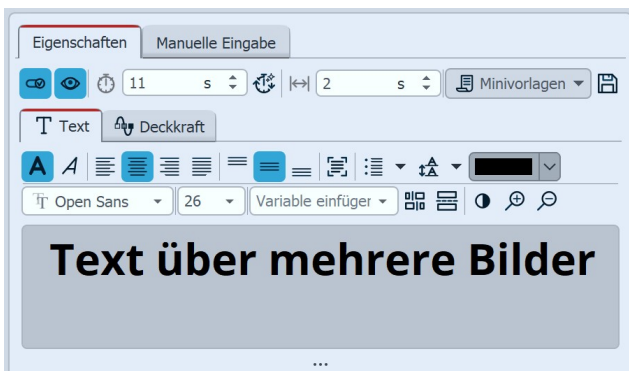 Eigenschaften Manuelle Eingabe
11 s 2 s Minivorlagen
T Text Deckkraft
A A
Open Sans 26 Variable einfüger
Text über mehrere Bilder
...